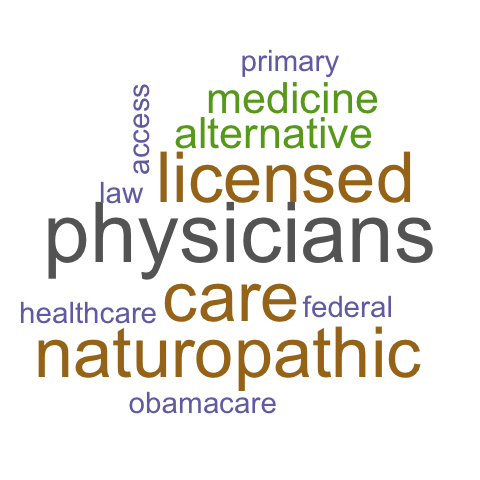 primary
medicine
access
alternative
licensed
law
physicians
care
healthcare
federal
naturopathic
obamacare